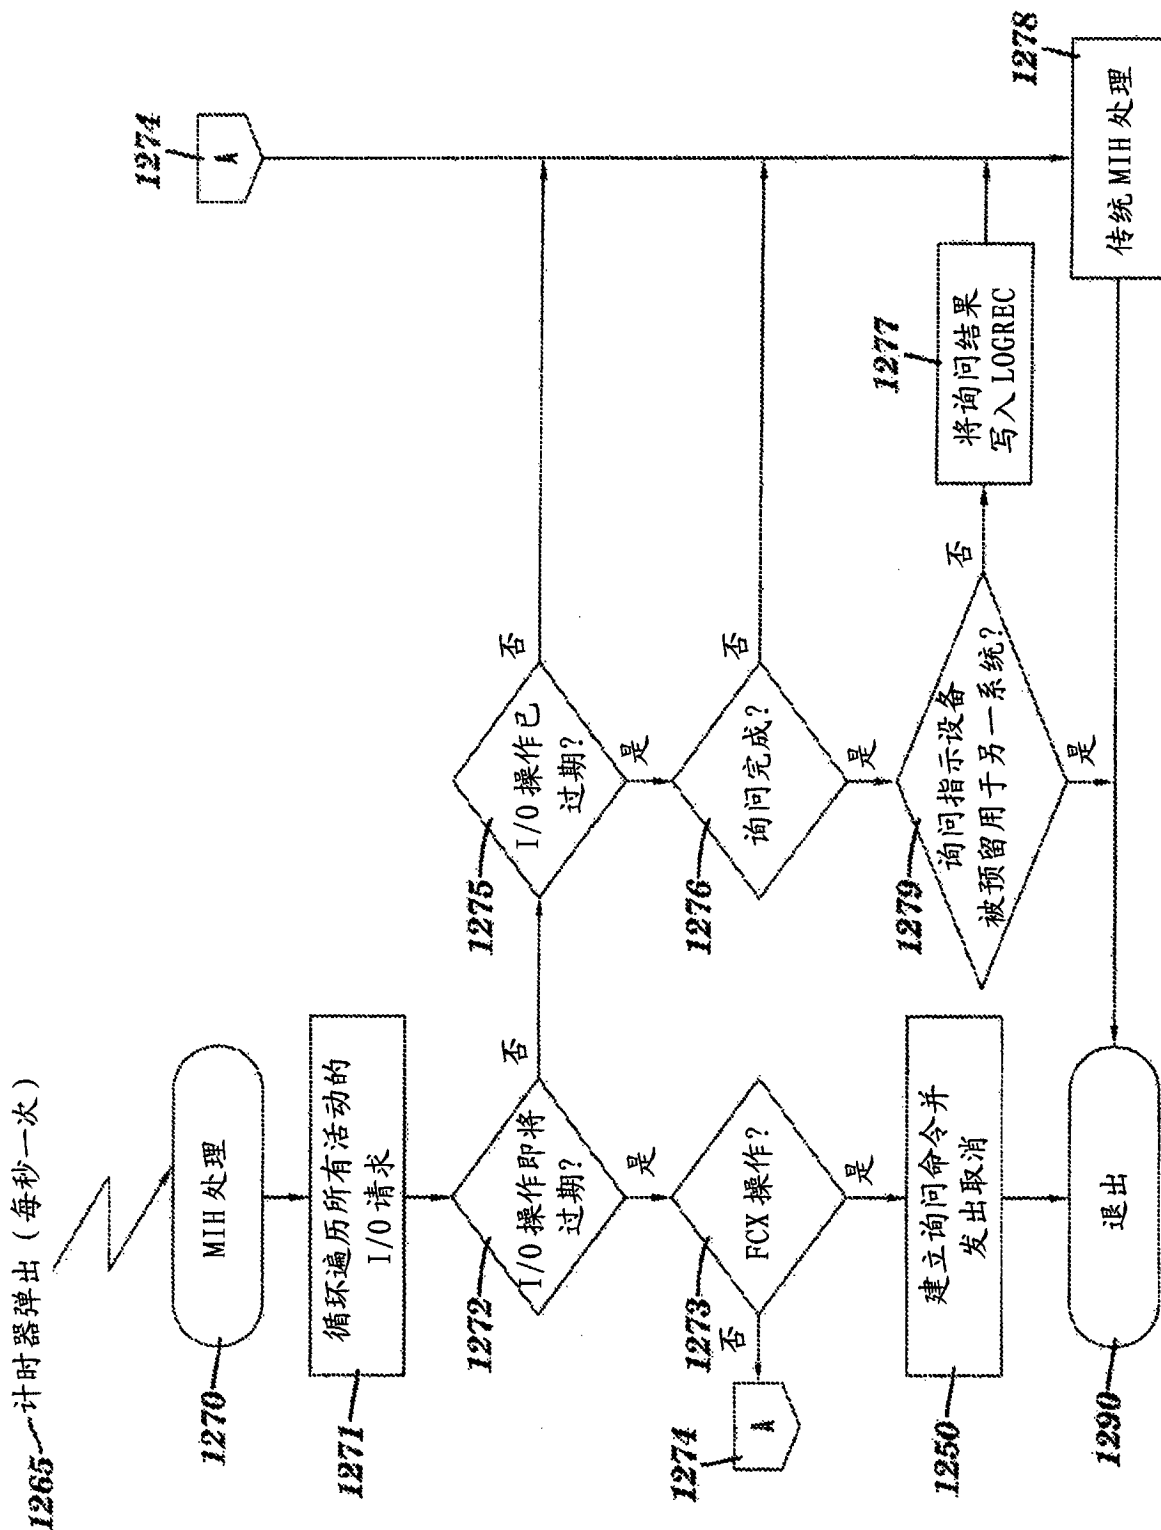 1265
计时器弹出（每秒一次）
1270
MIH 处理
1271
循环遍历所有活动的
I/O 请求
1272
I/O 操作即将
过期?
否
是
1273
FCX 操作?
否
是
1274
A
1250
建立询问命令并
发出取消
1290
退出
1275
I/O 操作已
过期?
否
是
1276
询问完成?
否
是
1279
询问指示设备
被预留用于另一系统?
否
是
1277
将询问结果
写入 LOGREC
1274
A
1278
传统 MIH 处理